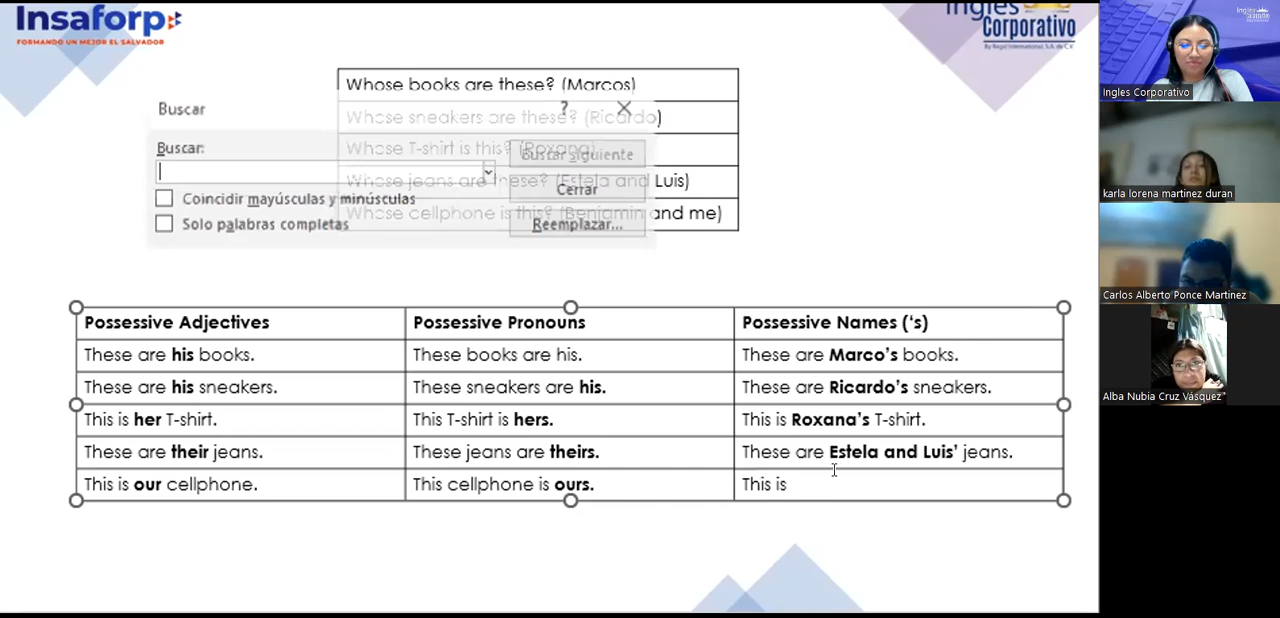 Insaforp
FORMANDO UN MEJOR EL SALVADOR
Ingles
Corporativo
By Regal International, S.A. de C.V.
Whose books are these? (Marcos)
Whose sneakers are these? (Ricardo)
Whose T-shirt is this? (Roxana)
Whose jeans are these? (Estela and Luis)
Whose cellphone is this? (Benjamin and me)
Buscar
?
Buscar:
Buscar siguiente
Cerrar
Coincidir mayúsculas y minúsculas
Solo palabras completas
Reemplazar...
Possessive Adjectives Possessive Pronouns Possessive Names (‘s)
These are his books. These books are his. These are Marco’s books.
These are his sneakers. These sneakers are his. These are Ricardo’s sneakers.
This is her T-shirt. This T-shirt is hers. This is Roxana’s T-shirt.
These are their jeans. These jeans are theirs. These are Estela and Luis’ jeans.
This is our cellphone. This cellphone is ours. This is
Ingles Corporativo
karla lorena martinez duran
Carlos Alberto Ponce Martinez
Alba Nubia Cruz Vásquez